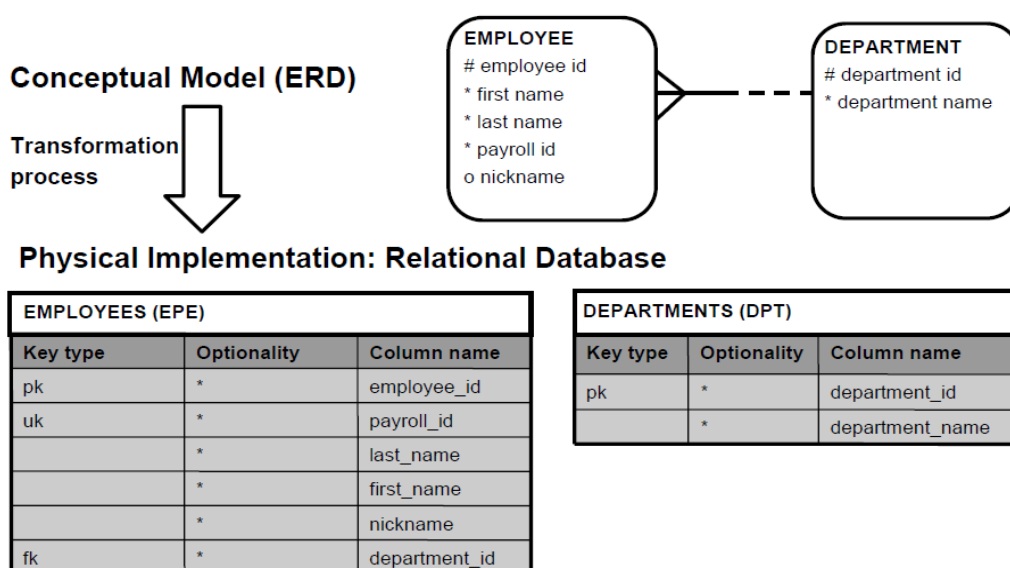 Conceptual Model (ERD)
Transformation
process
EMPLOYEE
# employee id
* first name
* last name
* payroll id
o nickname
DEPARTMENT
# department id
* department name
Physical Implementation: Relational Database
EMPLOYEES (EPE)
Key type Optionality Column name
pk * employee_id
uk * payroll_id
* last_name
* first_name
* nickname
fk * department_id
DEPARTMENTS (DPT)
Key type Optionality Column name
pk * department_id
* department_name